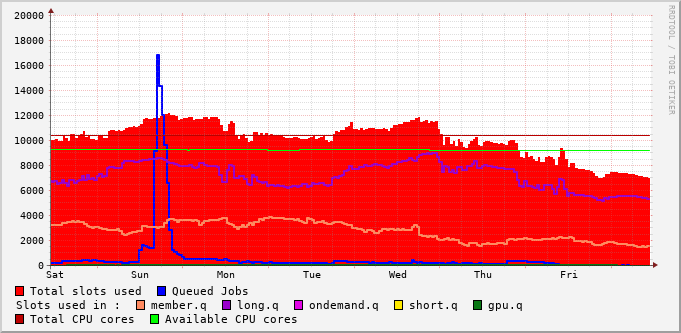 20000
18000
16000
14000
12000
10000
8000
6000
4000
2000
0
Sat Sun Mon Tue Wed Thu Fri
Total slots used Queued Jobs
Slots used in : member.q long.q ondemand.q short.q gpu.q
Total CPU cores Available CPU cores
RRDTOOL / TOBI OETIKER